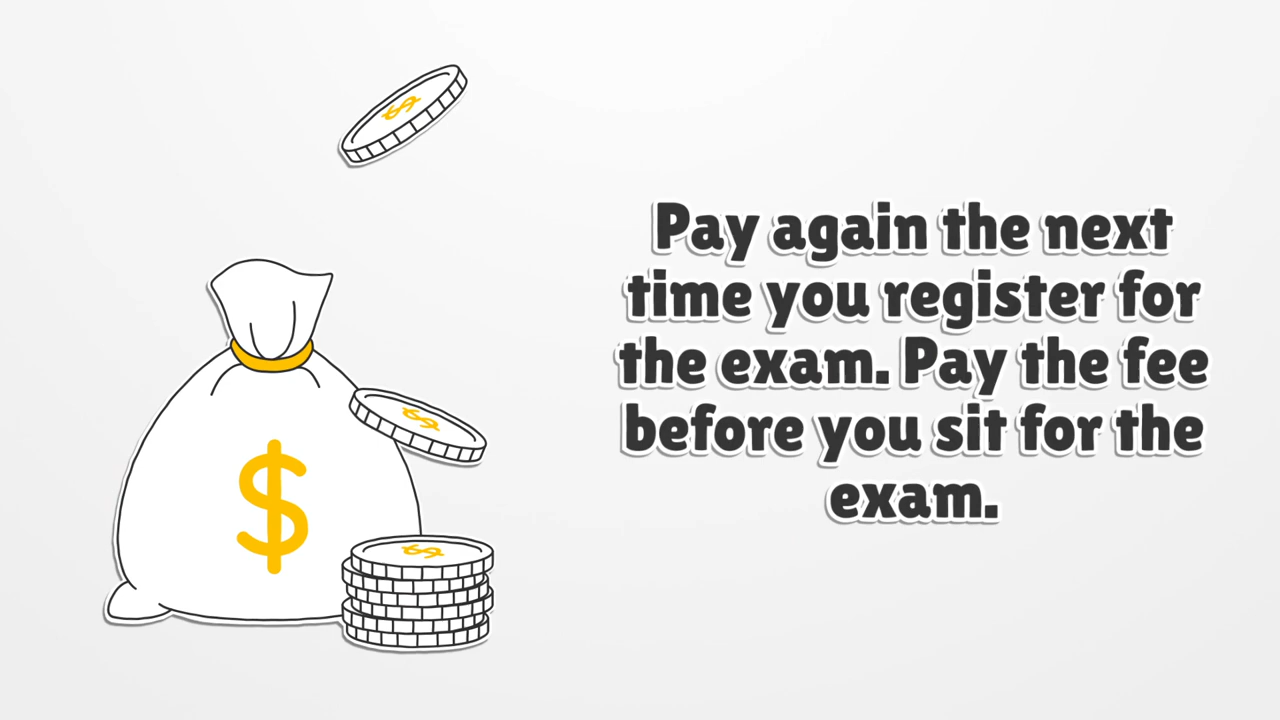 Pay again the next
time you register for
the exam. Pay the fee
before you sit for the
exam.
$
$
$
$